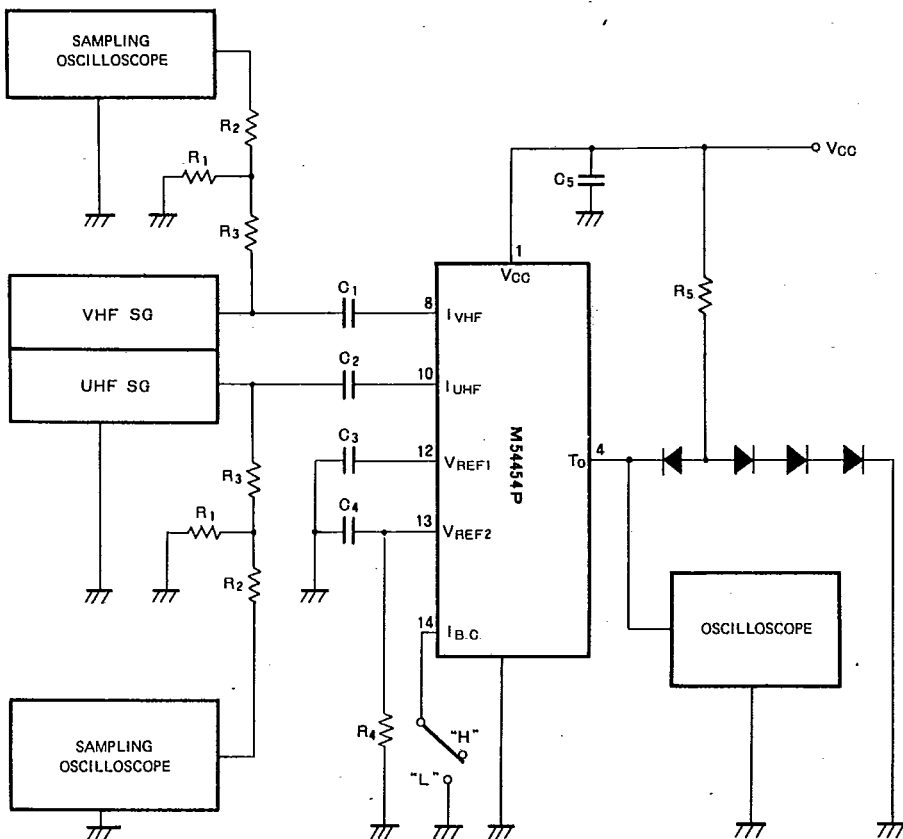 SAMPLING
OSCILLOSCOPE
R2
R1
R3
VCC
C5
1
VCC
VHF SG
C1
8
IVHF
R5
UHF SG
C2
10
IUHF
C3
12
VREF1
M54454P
TO
4
R3
R1
C4
13
VREF2
R2
14
IB.C.
OSCILLOSCOPE
R4
"H"
"L"
SAMPLING
OSCILLOSCOPE